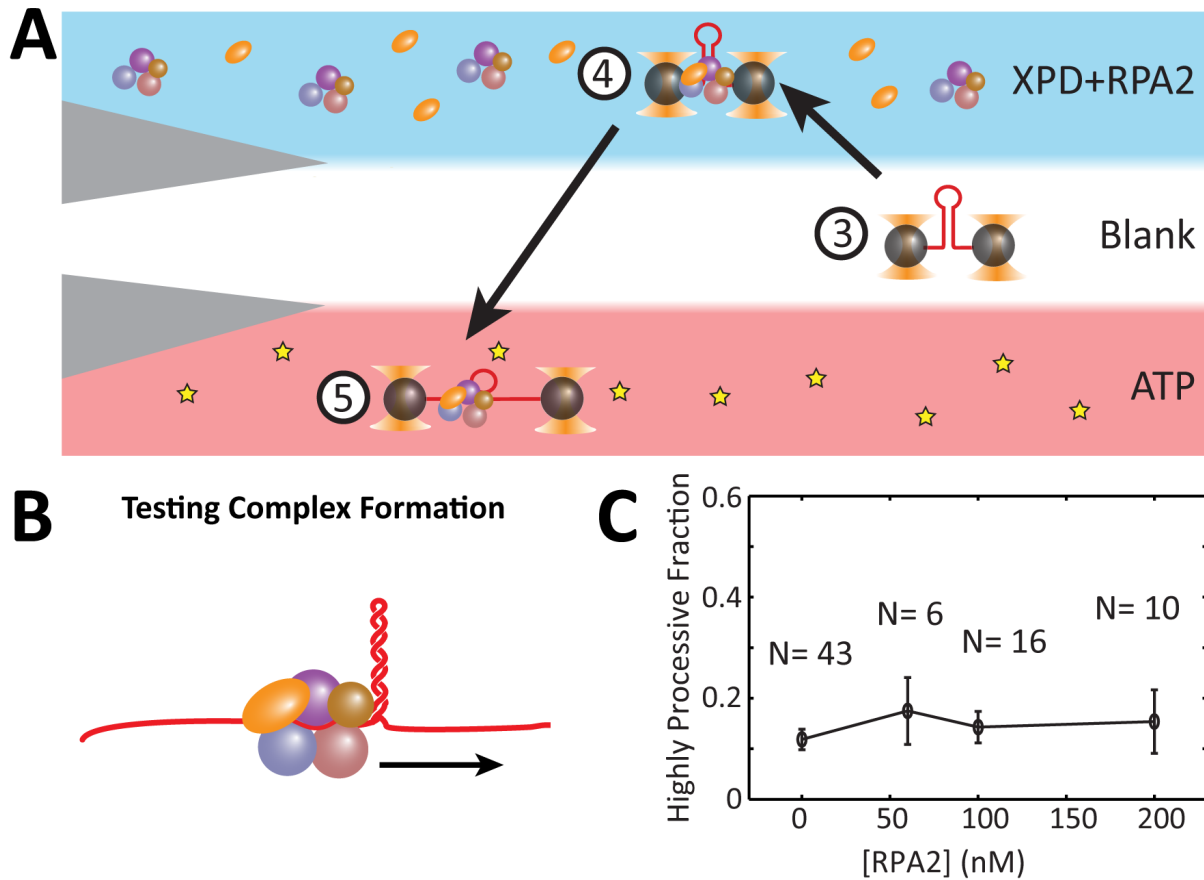 A
4
XPD+RPA2
3
Blank
5
ATP
B
Testing Complex Formation
C
Highly Processive Fraction
0.6
0.4
0.2
0
N= 43
N= 6
N= 16
N= 10
0
50
100
150
200
[RPA2] (nM)